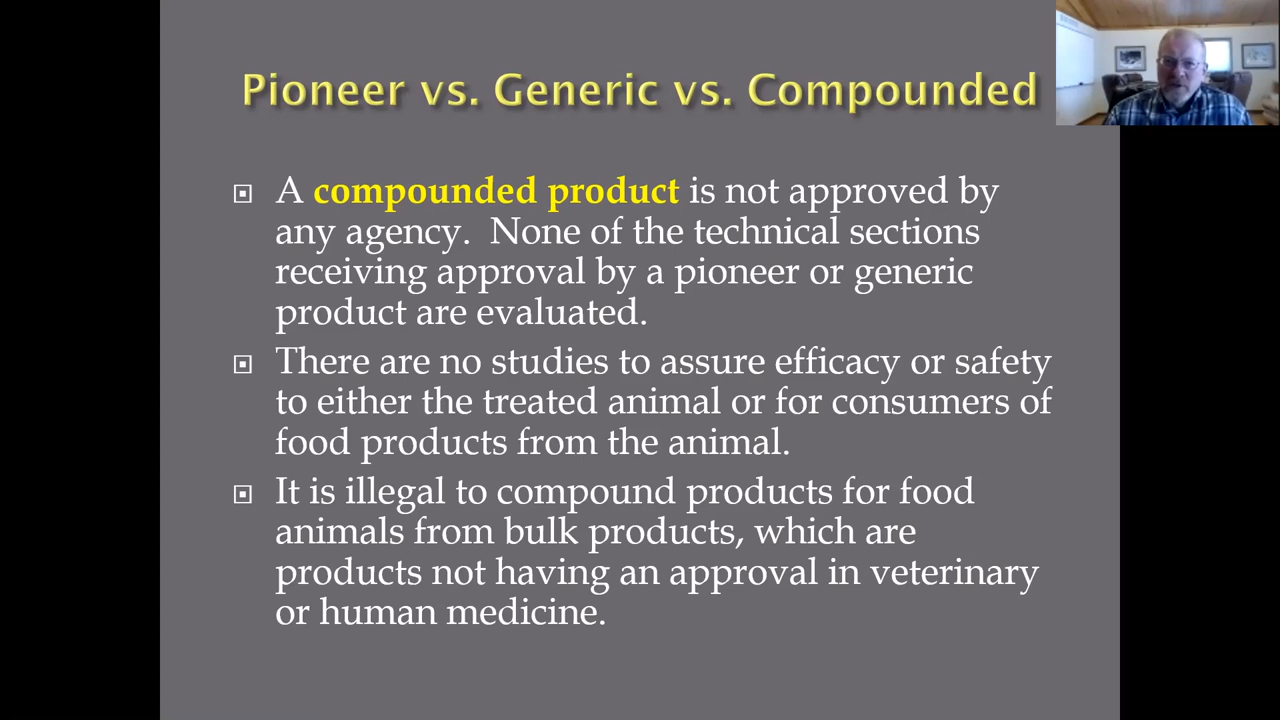 Pioneer vs. Generic vs. Compounded
A compounded product is not approved by
any agency.  None of the technical sections
receiving approval by a pioneer or generic
product are evaluated.
There are no studies to assure efficacy or safety
to either the treated animal or for consumers of
food products from the animal.
It is illegal to compound products for food
animals from bulk products, which are
products not having an approval in veterinary
or human medicine.